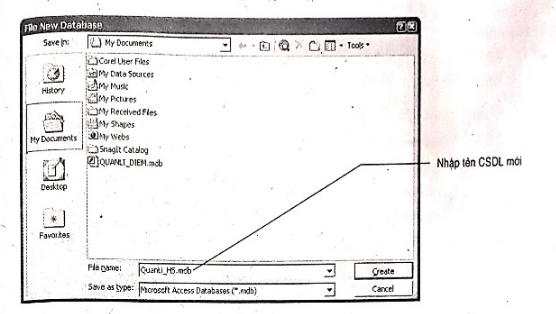 File New Database
Save in: My Documents Tools
Corel User Files
My Data Sources
My Music
My Pictures
My Received Files
My Shapes
My Webs
SnagIt Catalog
QUANLI_DIEM.mdb
History
My Documents
Desktop
Favorites
Nhập tên CSDL mới
File name: Quanli_HS.mdb Create
Save as type: Microsoft Access Databases (*.mdb) Cancel